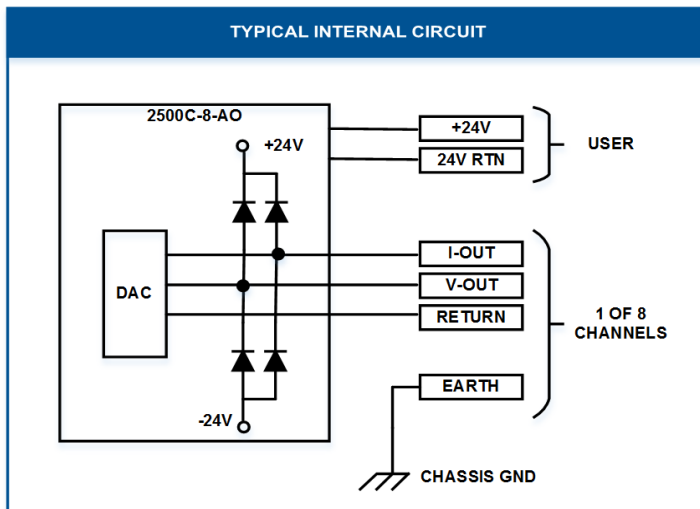 TYPICAL INTERNAL CIRCUIT
2500C-8-AO
+24V
+24V
24V RTN
USER
DAC
I-OUT
V-OUT
RETURN
1 OF 8
CHANNELS
EARTH
-24V
CHASSIS GND